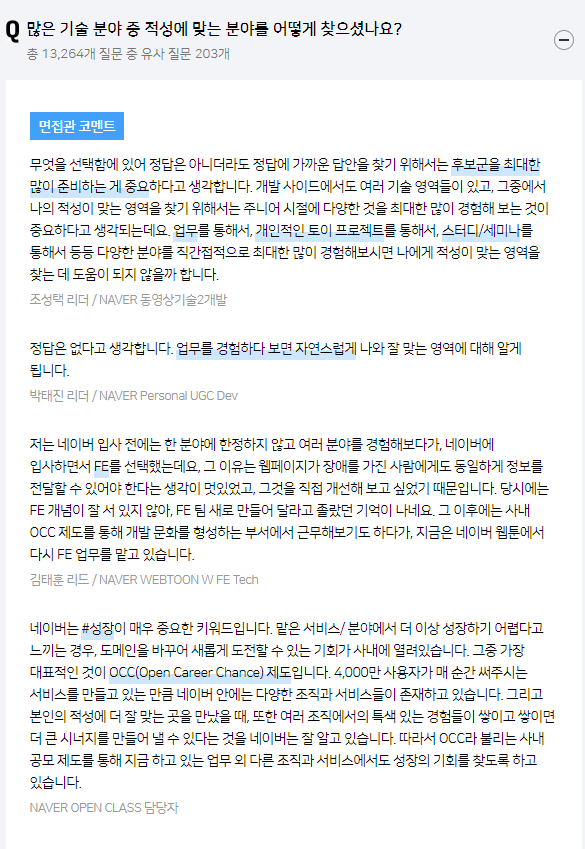 Q 많은 기술 분야 중 적성에 맞는 분야를 어떻게 찾으셨나요?
총 13,264개 질문 중 유사 질문 203개
면접관 코멘트
무엇을 선택함에 있어 정답은 아니더라도 정답에 가까운 답안을 찾기 위해서는 후보군을 최대한
많이 준비하는 게 중요하다고 생각합니다. 개발 사이드에서도 여러 기술 영역들이 있고, 그중에서
나의 적성이 맞는 영역을 찾기 위해서는 주니어 시절에 다양한 것을 최대한 많이 경험해 보는 것이
중요하다고 생각되는데요. 업무를 통해서, 개인적인 토이 프로젝트를 통해서, 스터디/세미나를
통해서 등등 다양한 분야를 직간접적으로 최대한 많이 경험해보시면 나에게 적성이 맞는 영역을
찾는 데 도움이 되지 않을까 합니다.
조성택 리더 / NAVER 동영상기술2개발
정답은 없다고 생각합니다. 업무를 경험하다 보면 자연스럽게 나와 잘 맞는 영역에 대해 알게
됩니다.
박태진 리더 / NAVER Personal UGC Dev
저는 네이버 입사 전에는 한 분야에 한정하지 않고 여러 분야를 경험해보다가, 네이버에
입사하면서 FE를 선택했는데요, 그 이유는 웹페이지가 장애를 가진 사람에게도 동일하게 정보를
전달할 수 있어야 한다는 생각이 멋있었고, 그것을 직접 개선해 보고 싶었기 때문입니다. 당시에는
FE 개념이 잘 서 있지 않아, FE 팀 새로 만들어 달라고 졸랐던 기억이 나네요. 그 이후에는 사내
OCC 제도를 통해 개발 문화를 형성하는 부서에서 근무해보기도 하다가, 지금은 네이버 웹툰에서
다시 FE 업무를 맡고 있습니다.
김태훈 리드 / NAVER WEBTOON W FE Tech
네이버는 #성장이 매우 중요한 키워드입니다. 맡은 서비스/ 분야에서 더 이상 성장하기 어렵다고
느끼는 경우, 도메인을 바꾸어 새롭게 도전할 수 있는 기회가 사내에 열려있습니다. 그중 가장
대표적인 것이 OCC(Open Career Chance) 제도입니다. 4,000만 사용자가 매 순간 써주시는
서비스를 만들고 있는 만큼 네이버 안에는 다양한 조직과 서비스들이 존재하고 있습니다. 그리고
본인의 적성에 더 잘 맞는 곳을 만났을 때, 또한 여러 조직에서의 특색 있는 경험들이 쌓이고 쌓이면
더 큰 시너지를 만들어 낼 수 있다는 것을 네이버는 잘 알고 있습니다. 따라서 OCC라 불리는 사내
공모 제도를 통해 지금 하고 있는 업무 외 다른 조직과 서비스에서도 성장의 기회를 찾도록 하고
있습니다.
NAVER OPEN CLASS 담당자